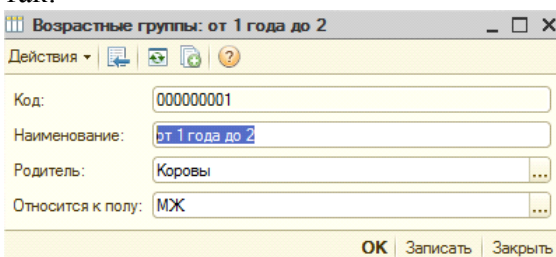 Возрастные группы: от 1 года до 2
Действия
Код: 000000001
Наименование: от 1 года до 2
Родитель: Коровы ...
Относится к полу: МЖ ...
ОК Записать Закрыть